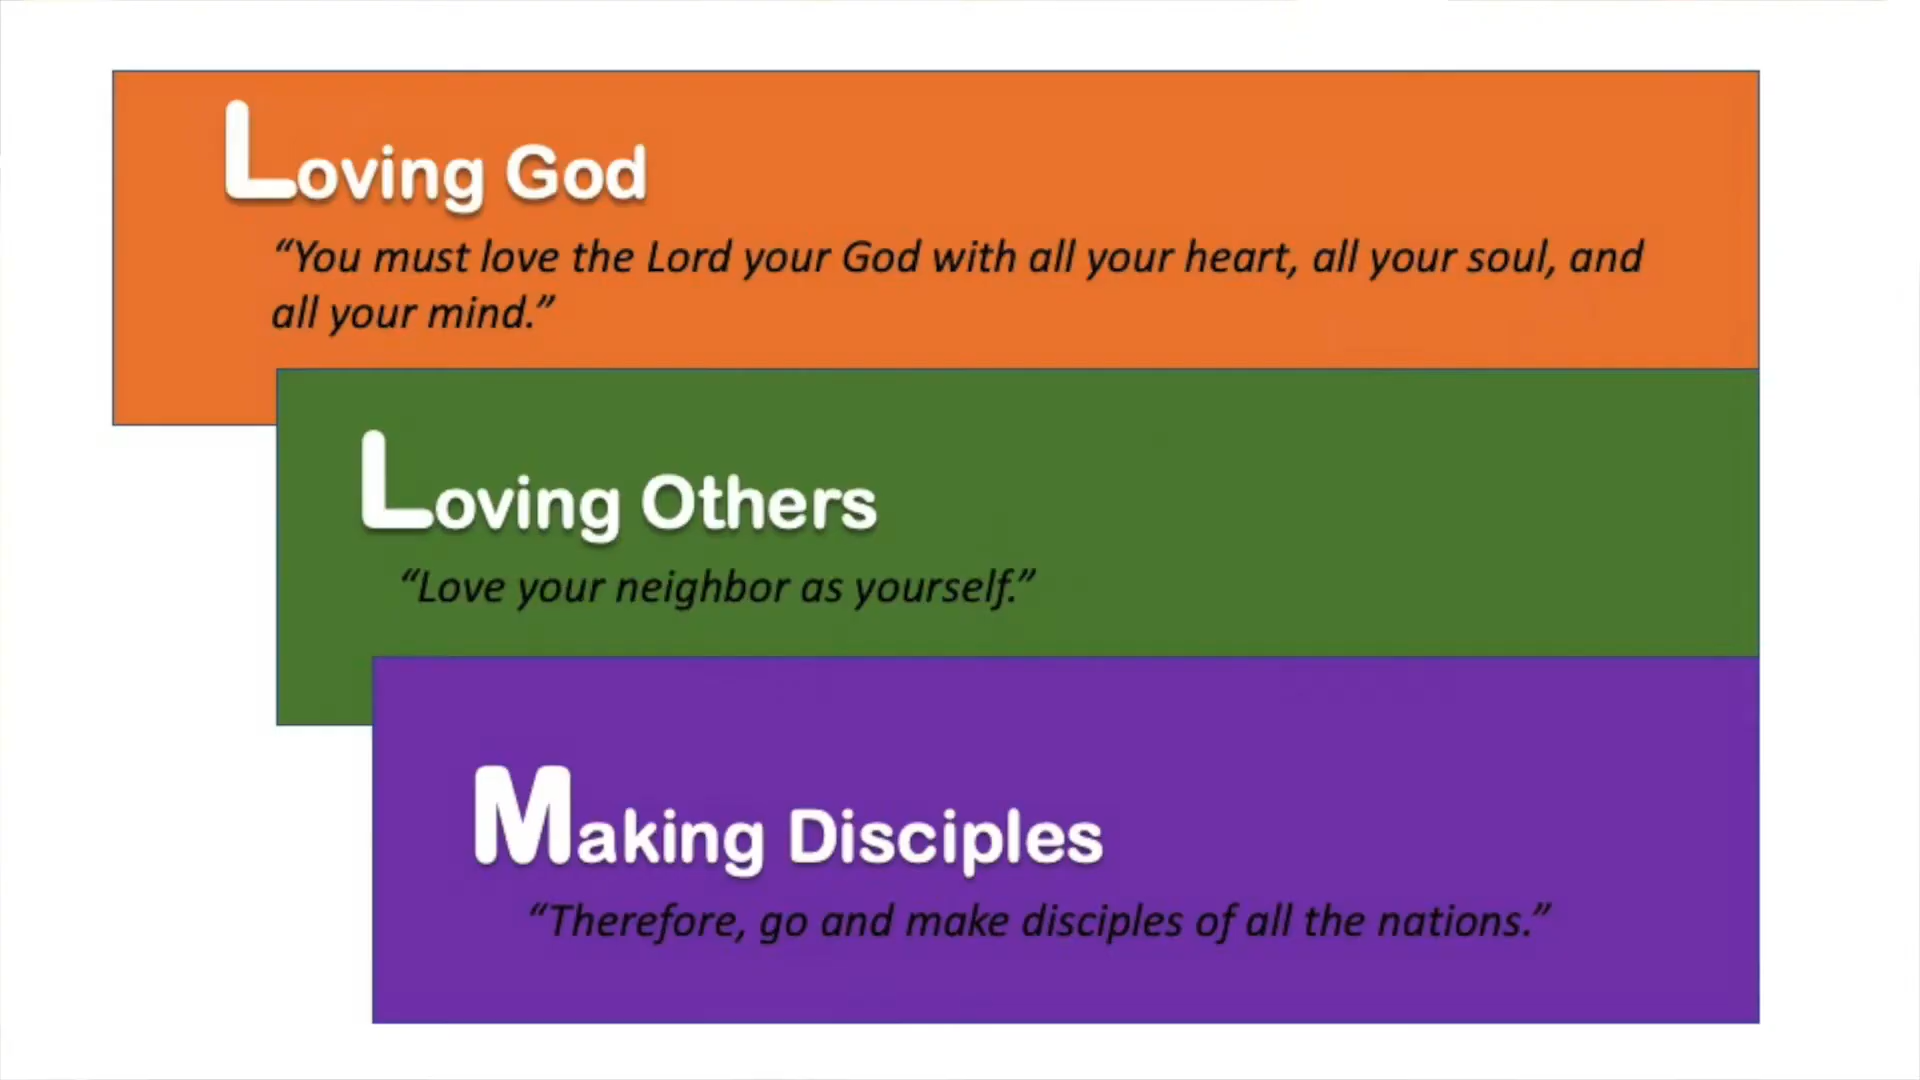 Loving God
“You must love the Lord your God with all your heart, all your soul, and
all your mind.”
Loving Others
“Love your neighbor as yourself.”
Making Disciples
“Therefore, go and make disciples of all the nations.”